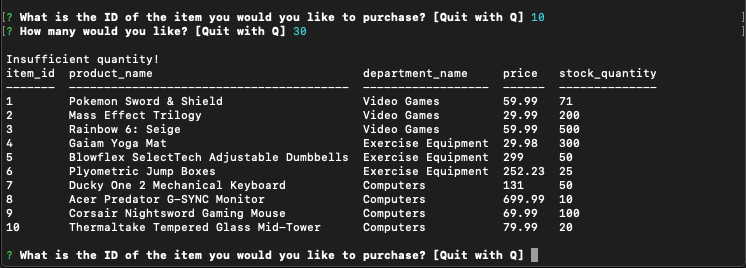 [? What is the ID of the item you would you like to purchase? [Quit with Q] 10 ]
[? How many would you like? [Quit with Q] 30 ]
Insufficient quantity!
item_id  product_name                              department_name     price   stock_quantity
-------  ----------------------------------------  ------------------  ------  --------------
1        Pokemon Sword & Shield                    Video Games         59.99   71
2        Mass Effect Trilogy                       Video Games         29.99   200
3        Rainbow 6: Seige                          Video Games         59.99   500
4        Gaiam Yoga Mat                            Exercise Equipment  29.98   300
5        Blowflex SelectTech Adjustable Dumbbells  Exercise Equipment  299     50
6        Plyometric Jump Boxes                     Exercise Equipment  252.23  25
7        Ducky One 2 Mechanical Keyboard           Computers           131     50
8        Acer Predator G-SYNC Monitor              Computers           699.99  10
9        Corsair Nightsword Gaming Mouse           Computers           69.99   100
10       Thermaltake Tempered Glass Mid-Tower      Computers           79.99   20
? What is the ID of the item you would you like to purchase? [Quit with Q]